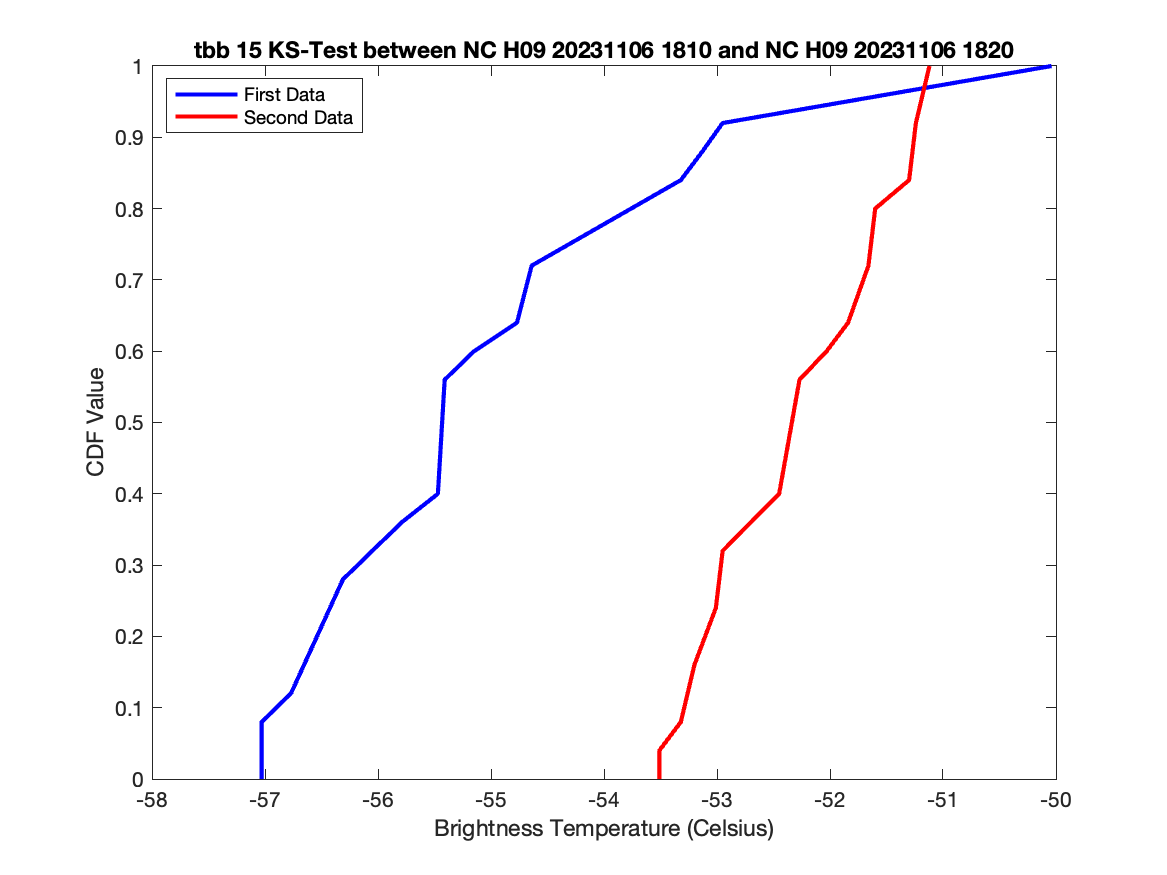 tbb 15 KS-Test between NC H09 20231106 1810 and NC H09 20231106 1820
First Data
Second Data
1
0.9
0.8
0.7
0.6
0.5
0.4
0.3
0.2
0.1
0
CDF Value
-58 -57 -56 -55 -54 -53 -52 -51 -50
Brightness Temperature (Celsius)